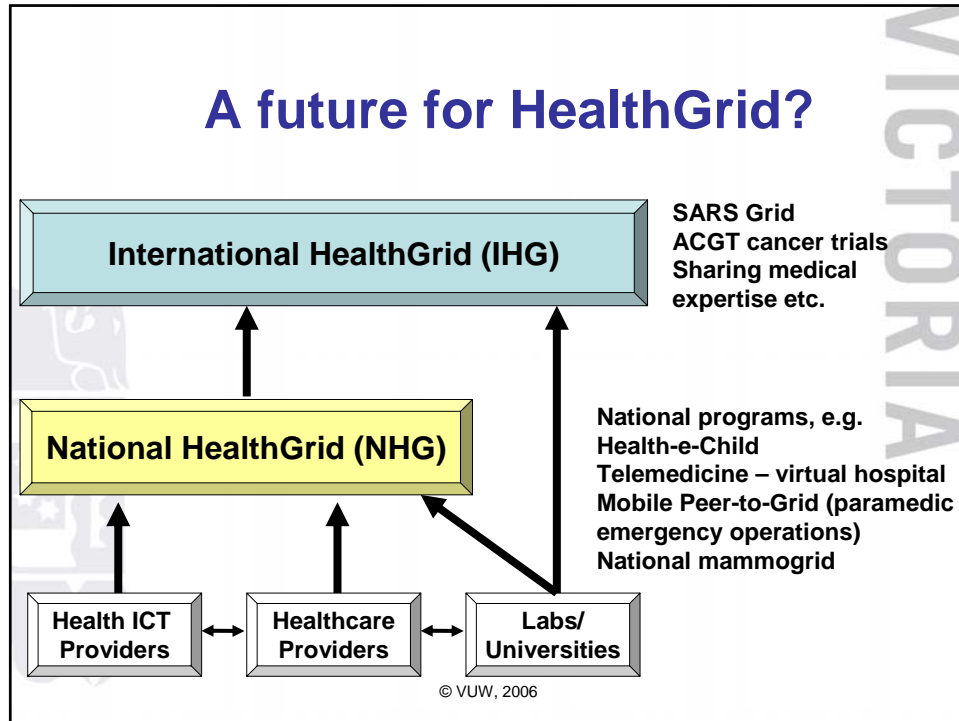 A future for HealthGrid?
VICTORIA
International HealthGrid (IHG)
SARS Grid
ACGT cancer trials
Sharing medical
expertise etc.
National HealthGrid (NHG)
National programs, e.g.
Health-e-Child
Telemedicine – virtual hospital
Mobile Peer-to-Grid (paramedic
emergency operations)
National mammogrid
Health ICT
Providers
Healthcare
Providers
Labs/
Universities
© VUW, 2006